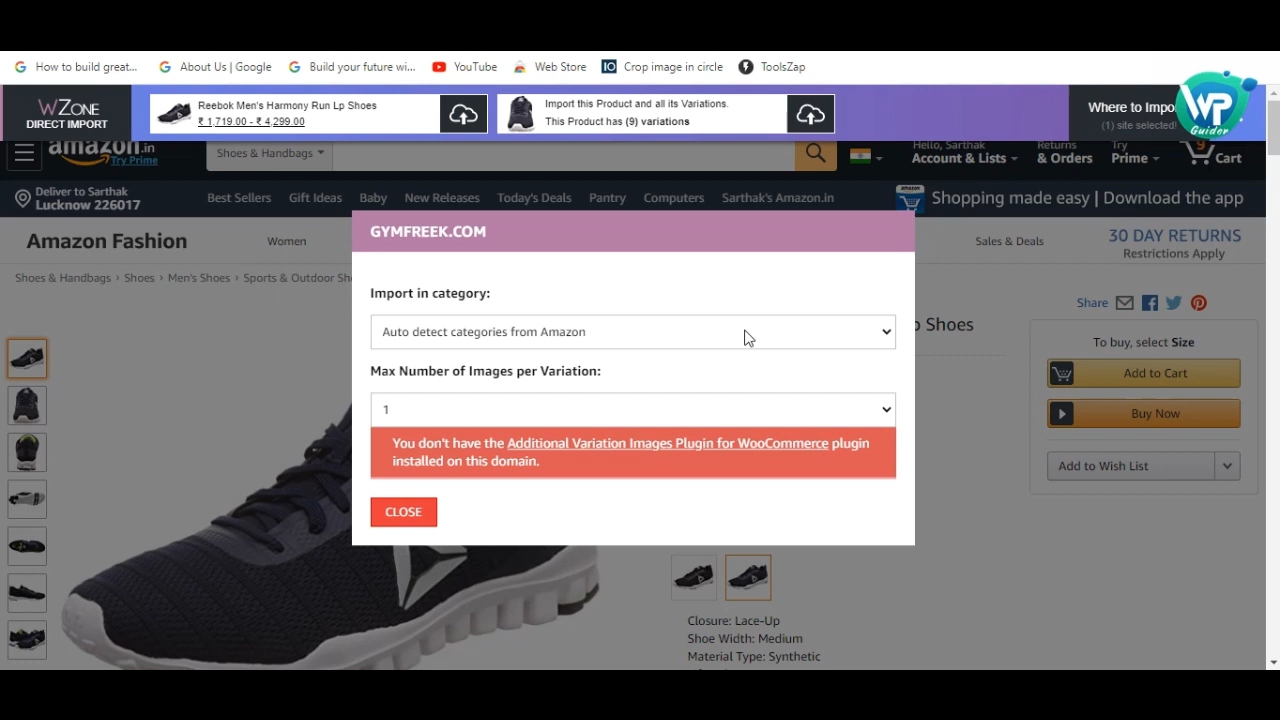 How to build great...
About Us | Google
Build your future wi...
YouTube
Web Store
Crop image in circle
ToolsZap
WZONE
DIRECT IMPORT
Reebok Men's Harmony Run Lp Shoes
₹ 1,719.00 - ₹ 4,299.00
Import this Product and all its Variations.
This Product has (9) variations
Where to Impo
(1) site selected!
WP
Guider
amazon.in
Try Prime
Shoes & Handbags
Hello, Sarthak
Account & Lists
Returns
& Orders
Try
Prime
9
Cart
Deliver to Sarthak
Lucknow 226017
Best Sellers
Gift Ideas
Baby
New Releases
Today's Deals
Pantry
Computers
Sarthak's Amazon.in
amazon
Shopping made easy | Download the app
Amazon Fashion
Women
Sales & Deals
30 DAY RETURNS
Restrictions Apply
Shoes & Handbags › Shoes › Men's Shoes › Sports & Outdoor Sh
GYMFREEK.COM
Import in category:
Auto detect categories from Amazon
Max Number of Images per Variation:
1
You don't have the Additional Variation Images Plugin for WooCommerce plugin
installed on this domain.
CLOSE
Share
p Shoes
To buy, select Size
Add to Cart
Buy Now
Add to Wish List
Closure: Lace-Up
Shoe Width: Medium
Material Type: Synthetic